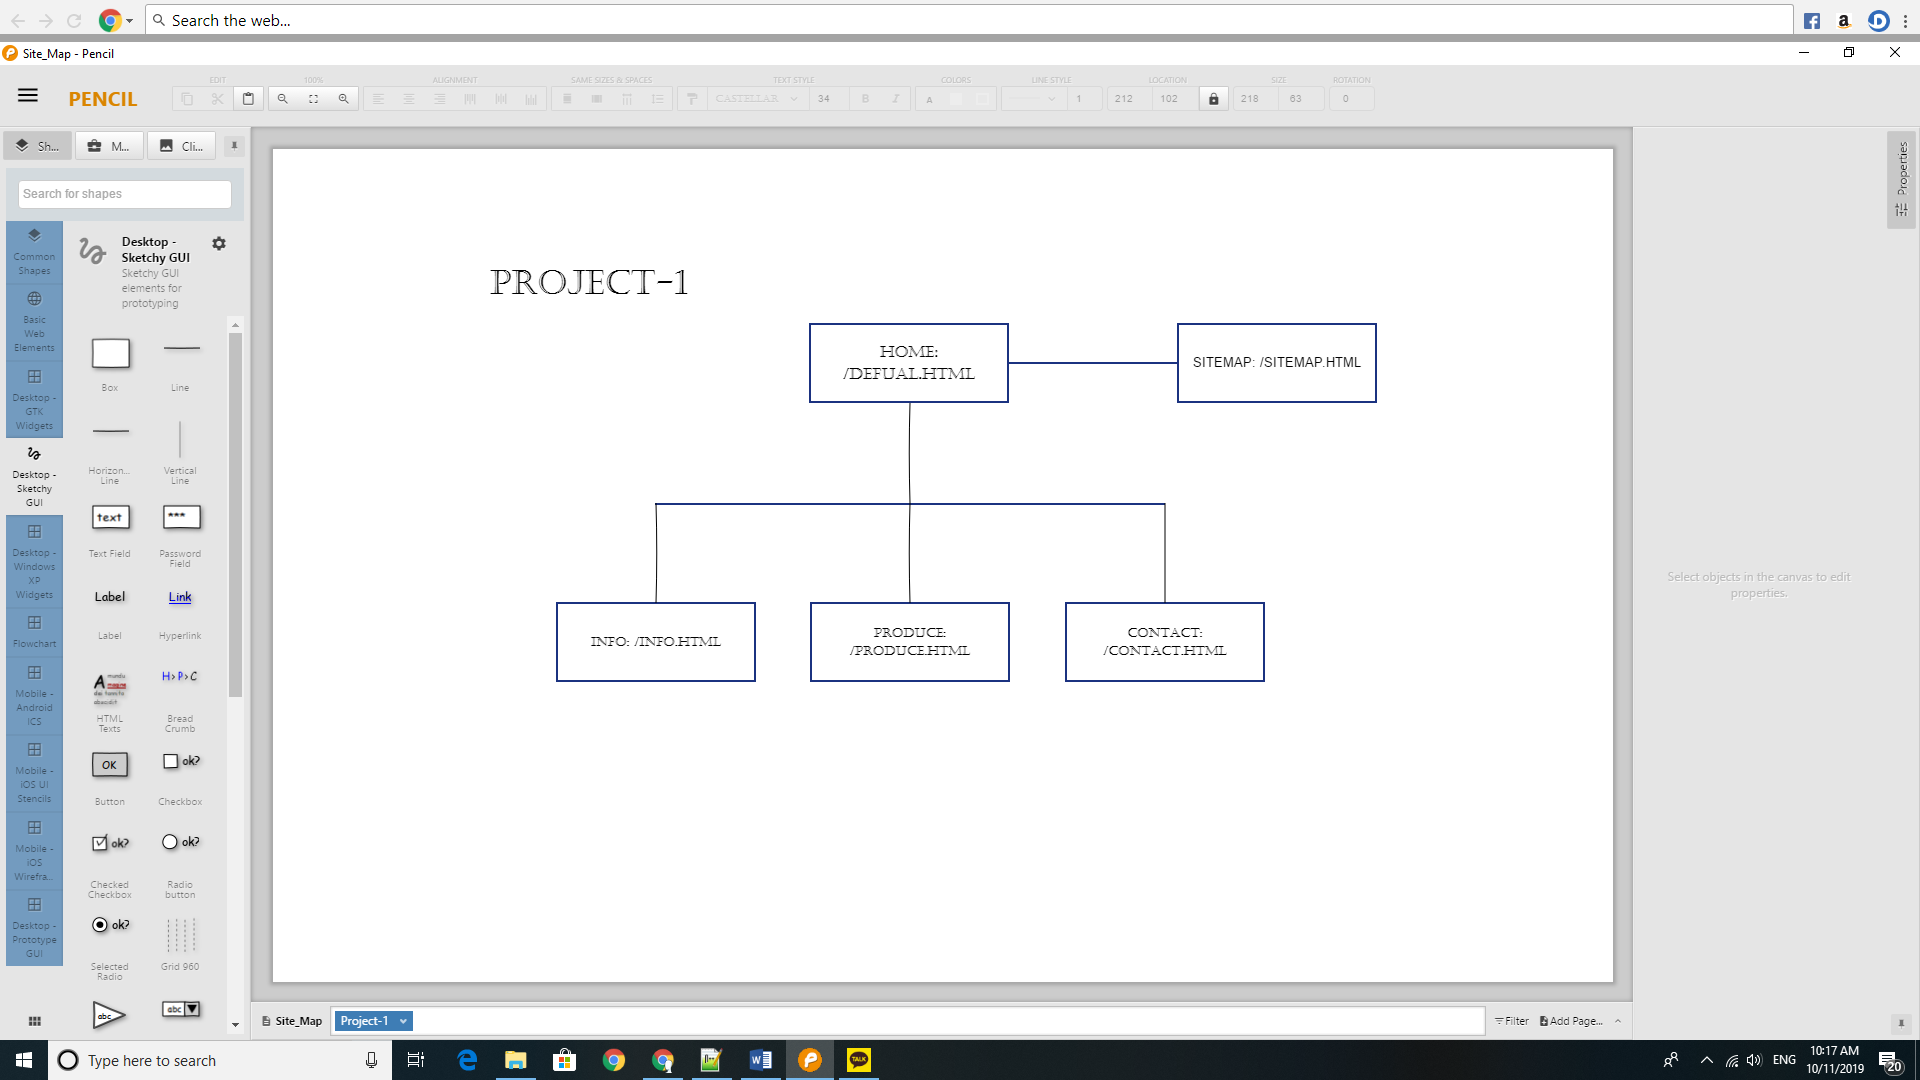 Search the web...
Site_Map - Pencil
PENCIL
EDIT
100%
ALIGNMENT
SAME SIZES & SPACES
TEXT STYLE
COLORS
LINE STYLE
LOCATION
SIZE
ROTATION
CASTELLAR
34
B
I
A
1
212
102
218
63
0
Sh...
M...
Cli...
Search for shapes
Common
Shapes
Basic
Web
Elements
Desktop -
GTK
Widgets
Desktop -
Sketchy
GUI
Desktop -
Windows
XP
Widgets
Flowchart
Mobile -
Android
ICS
Mobile -
iOS UI
Stencils
Mobile -
iOS
Wirefra...
Desktop -
Prototype
GUI
Desktop -
Sketchy GUI
Sketchy GUI
elements for
prototyping
Box
Line
Horizon...
Line
Vertical
Line
text
***
Text Field
Password
Field
Label
Link
Label
Hyperlink
H>P>C
HTML
Texts
Bread
Crumb
OK
ok?
Button
Checkbox
ok?
ok?
Checked
Checkbox
Radio
button
ok?
Selected
Radio
Grid 960
abc
abc
PROJECT-1
HOME:
/DEFUAL.HTML
SITEMAP: /SITEMAP.HTML
INFO: /INFO.HTML
PRODUCE:
/PRODUCE.HTML
CONTACT:
/CONTACT.HTML
Properties
Select objects in the canvas to edit
properties.
Site_Map
Project-1
Filter
Add Page...
Type here to search
TALK
ENG
10:17 AM
10/11/2019
20